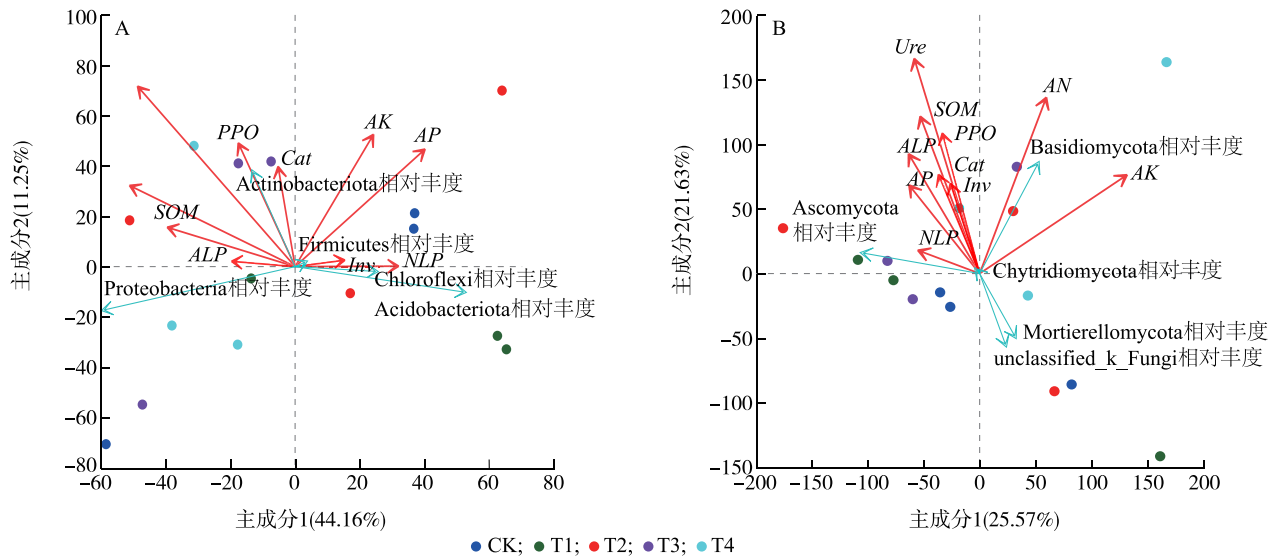 A
100
80
60
40
20
0
−20
−40
−60
−80
−60
−40
−20
0
20
40
60
80
主成分2(11.25%)
主成分1(44.16%)
PPO
Cat
AK
AP
Actinobacteriota相对丰度
SOM
ALP
Firmicutes相对丰度
Inv
NLP
Chloroflexi相对丰度
Proteobacteria相对丰度
Acidobacteriota相对丰度
B
200
150
100
50
0
−50
−100
−150
−200
−150
−100
−50
0
50
100
150
200
主成分2(21.63%)
主成分1(25.57%)
Ure
AN
SOM
PPO
ALP
Basidiomycota相对丰度
Cat
AK
AP
Inv
Ascomycota
相对丰度
NLP
Chytridiomycota相对丰度
Mortierellomycota相对丰度
unclassified_k_Fungi相对丰度
CK; T1; T2; T3; T4